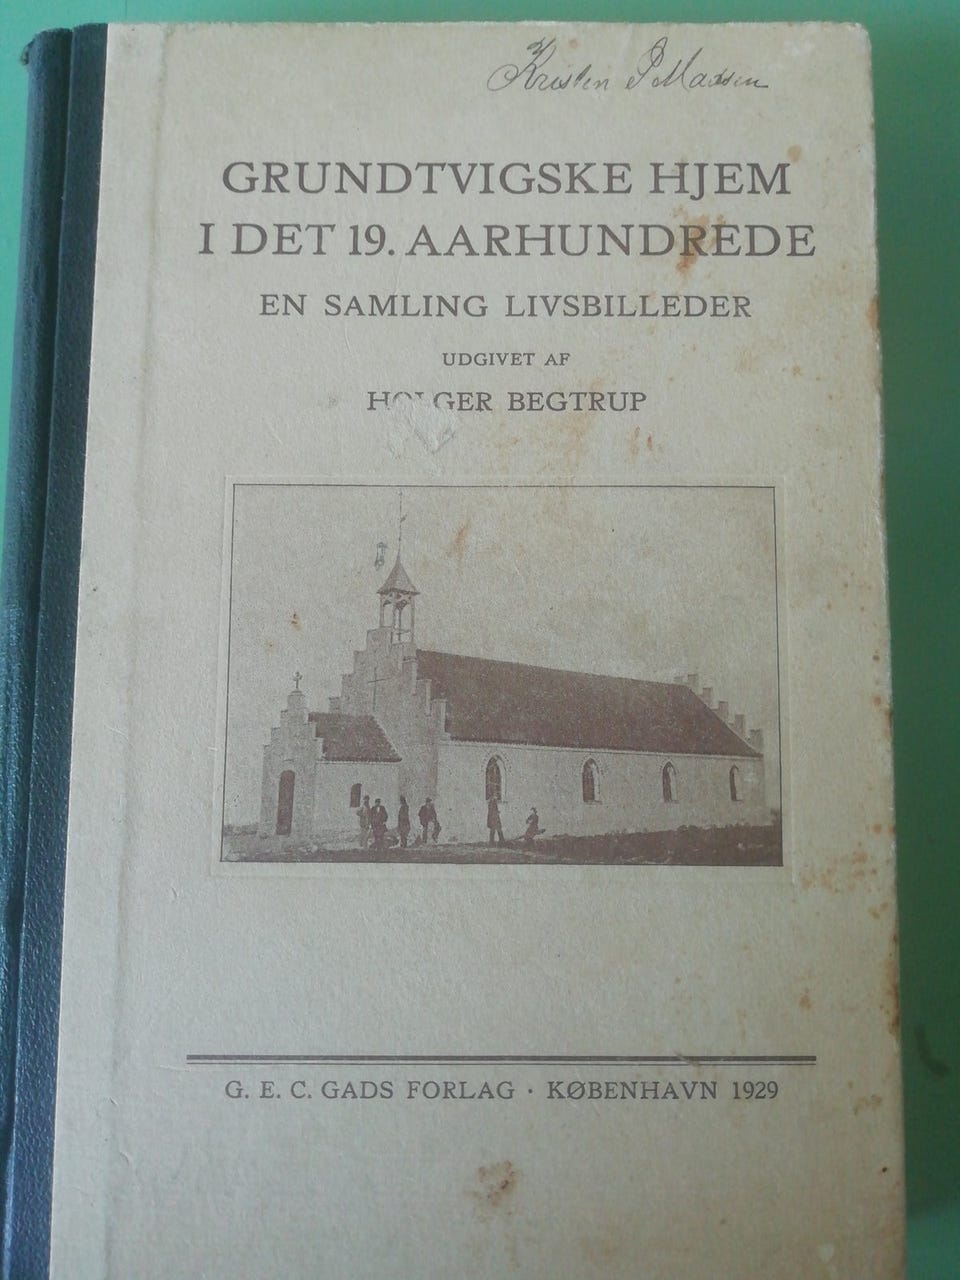 Kristen P Madsen
GRUNDTVIGSKE HJEM
I DET 19. AARHUNDREDE
EN SAMLING LIVSBILLEDER
UDGIVET AF
HOLGER BEGTRUP
G. E. C. GADS FORLAG · KØBENHAVN 1929